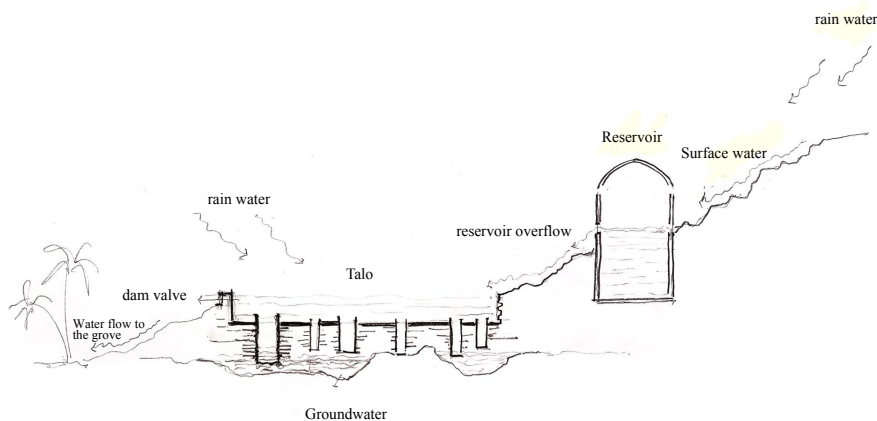 rain water
Reservoir
Surface water
rain water
reservoir overflow
Talo
dam valve
Water flow to
the grove
Groundwater